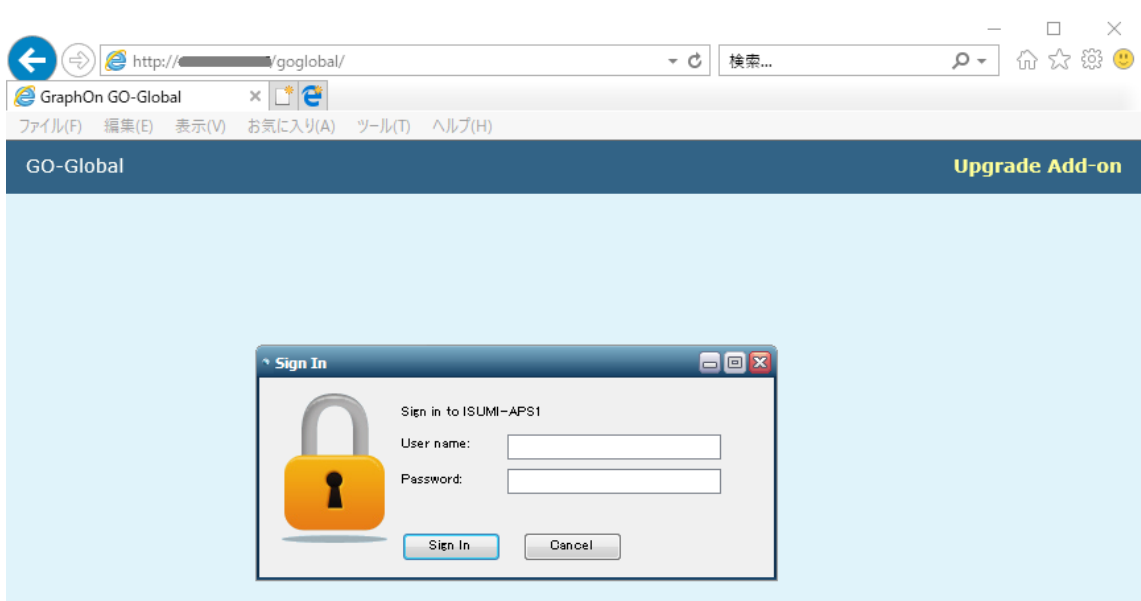 http:// /goglobal/
検索...
GraphOn GO-Global
ファイル(F) 編集(E) 表示(V) お気に入り(A) ツール(T) ヘルプ(H)
GO-Global Upgrade Add-on
Sign In
Sign in to ISUMI-APS1
User name:
Password:
Sign In Cancel